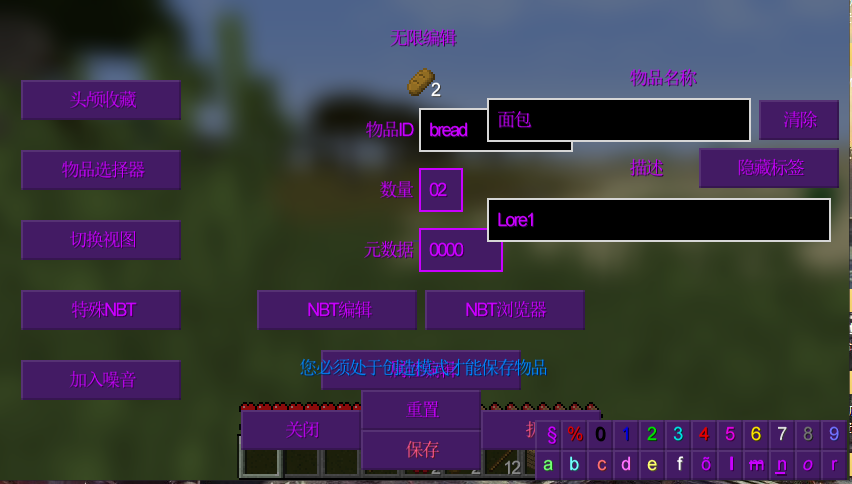 无限编辑
2
物品名称
头颅收藏
物品ID
bread
面包
清除
物品选择器
描述
隐藏标签
数量
02
Lore1
切换视图
元数据
0000
特殊NBT
NBT编辑
NBT浏览器
您必须处于创造模式才能保存物品
加入噪音
重置
关闭
保存
§ % 0 1 2 3 4 5 6 7 8 9
a b c d e f o l m n o r
12